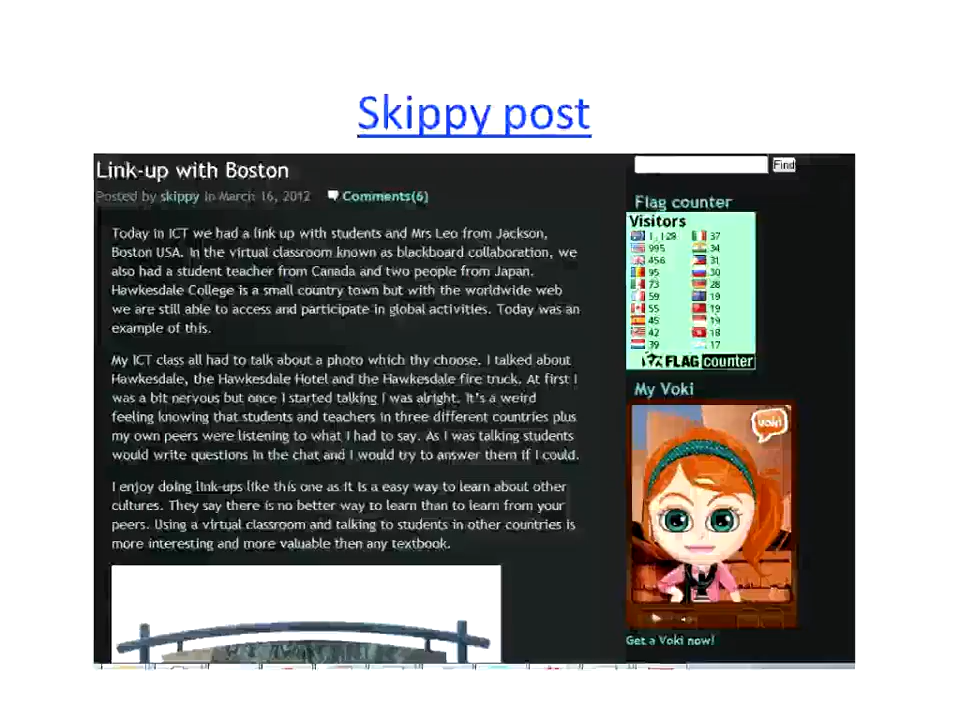 Skippy post
Link-up with Boston
Find
Posted by skippy in March 16, 2012 Comments(6)
Flag counter
Visitors
Today in ICT we had a link up with students and Mrs Leo from Jackson,
Boston USA. In the virtual classroom known as blackboard collaboration, we
also had a student teacher from Canada and two people from Japan.
Hawkesdale College is a small country town but with the worldwide web
we are still able to access and participate in global activities. Today was an
example of this.
1,128 37
995 34
456 31
95 30
73 28
59 19
55 19
45 19
42 18
39 17
FLAG counter
My ICT class all had to talk about a photo which thy choose. I talked about
Hawkesdale, the Hawkesdale Hotel and the Hawkesdale fire truck. At first I
was a bit nervous but once I started talking I was alright. It's a weird
feeling knowing that students and teachers in three different countries plus
my own peers were listening to what I had to say. As I was talking students
would write questions in the chat and I would try to answer them if I could.
My Voki
voki
I enjoy doing link-ups like this one as it is a easy way to learn about other
cultures. They say there is no better way to learn than to learn from your
peers. Using a virtual classroom and talking to students in other countries is
more interesting and more valuable then any textbook.
Get a Voki now!